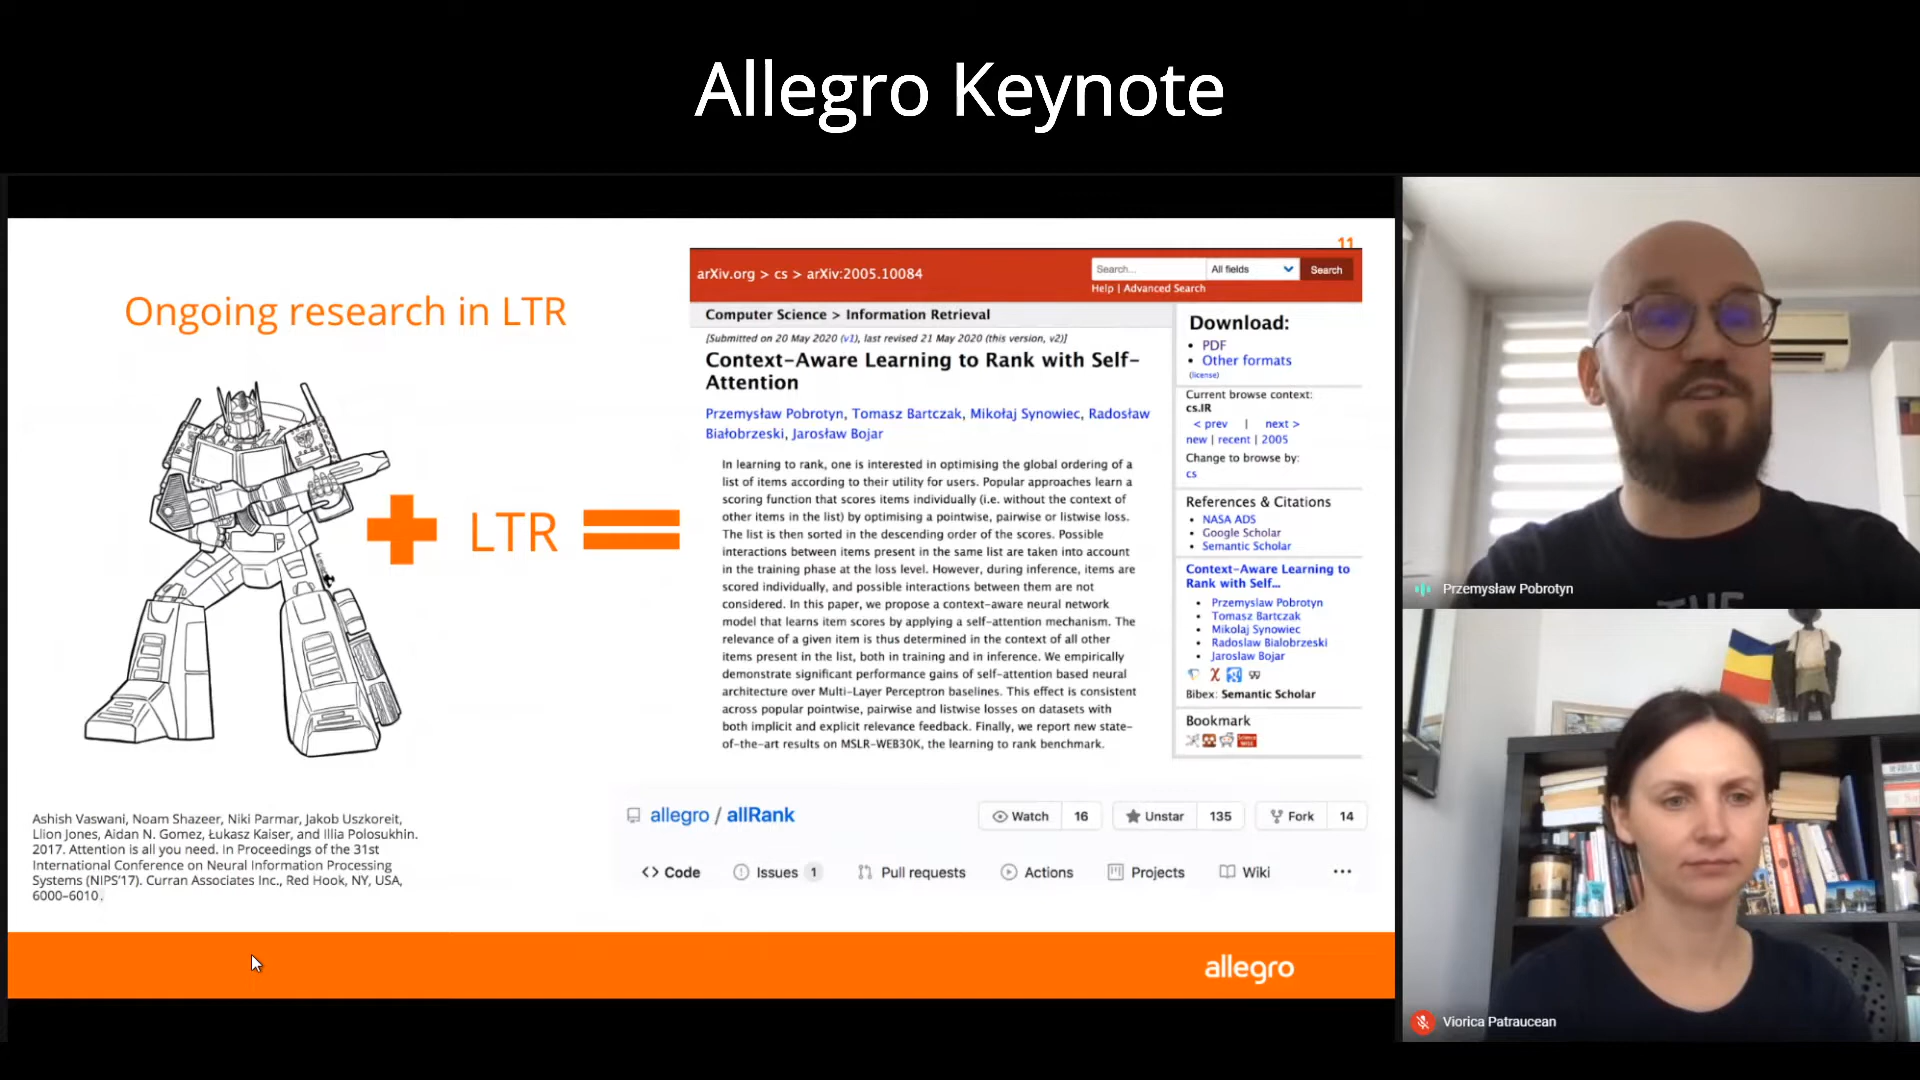 Allegro Keynote
11
Ongoing research in LTR
LTR
arXiv.org > cs > arXiv:2005.10084
Search...
All fields
Search
Help | Advanced Search
Computer Science > Information Retrieval
[Submitted on 20 May 2020 (v1), last revised 21 May 2020 (this version, v2)]
Context-Aware Learning to Rank with Self-
Attention
Przemysław Pobrotyn, Tomasz Bartczak, Mikołaj Synowiec, Radosław
Białobrzeski, Jarosław Bojar
In learning to rank, one is interested in optimising the global ordering of a
list of items according to their utility for users. Popular approaches learn a
scoring function that scores items individually (i.e. without the context of
other items in the list) by optimising a pointwise, pairwise or listwise loss.
The list is then sorted in the descending order of the scores. Possible
interactions between items present in the same list are taken into account
in the training phase at the loss level. However, during inference, items are
scored individually, and possible interactions between them are not
considered. In this paper, we propose a context-aware neural network
model that learns item scores by applying a self-attention mechanism. The
relevance of a given item is thus determined in the context of all other
items present in the list, both in training and in inference. We empirically
demonstrate significant performance gains of self-attention based neural
architecture over Multi-Layer Perceptron baselines. This effect is consistent
across popular pointwise, pairwise and listwise losses on datasets with
both implicit and explicit relevance feedback. Finally, we report new state-
of-the-art results on MSLR-WEB30K, the learning to rank benchmark.
Download:
PDF
Other formats
(license)
Current browse context:
cs.IR
< prev | next >
new | recent | 2005
Change to browse by:
cs
References & Citations
NASA ADS
Google Scholar
Semantic Scholar
Context-Aware Learning to
Rank with Self...
Przemyslaw Pobrotyn
Tomasz Bartczak
Mikolaj Synowiec
Radoslaw Bialobrzeski
Jaroslaw Bojar
Bibex: Semantic Scholar
Bookmark
allegro / allRank
Watch 16
Unstar 135
Fork 14
Code
Issues 1
Pull requests
Actions
Projects
Wiki
...
Ashish Vaswani, Noam Shazeer, Niki Parmar, Jakob Uszkoreit,
Llion Jones, Aidan N. Gomez, Łukasz Kaiser, and Illia Polosukhin.
2017. Attention is all you need. In Proceedings of the 31st
International Conference on Neural Information Processing
Systems (NIPS'17). Curran Associates Inc., Red Hook, NY, USA,
6000–6010.
allegro
Przemysław Pobrotyn
THE
Viorica Patraucean